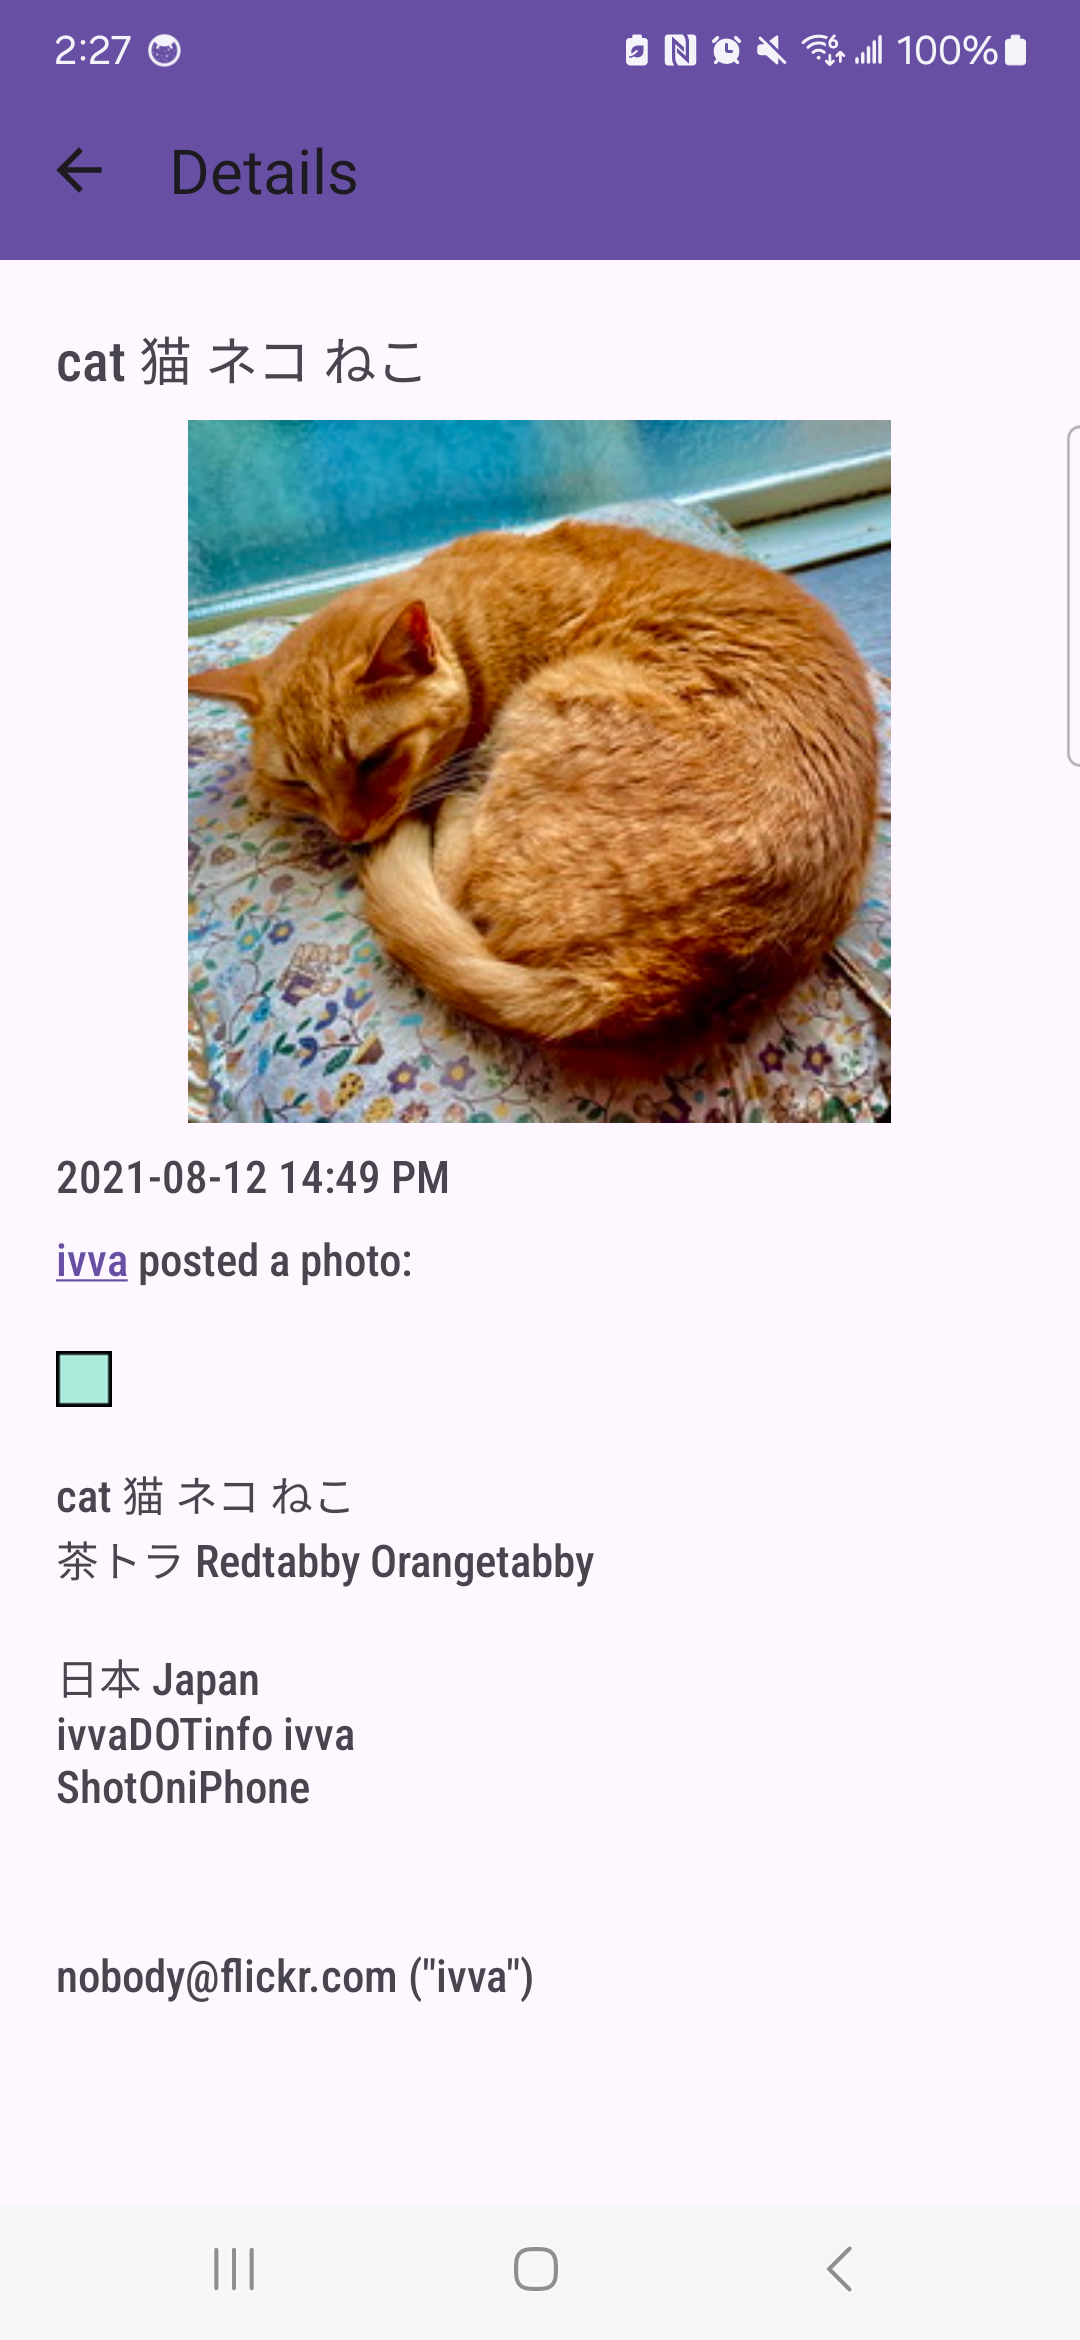 2:27 100%
Details
cat 猫 ネコ ねこ
2021-08-12 14:49 PM
ivva posted a photo:
cat 猫 ネコ ねこ
茶トラ Redtabby Orangetabby
日本 Japan
ivvaDOTinfo ivva
ShotOniPhone
nobody@flickr.com ("ivva")